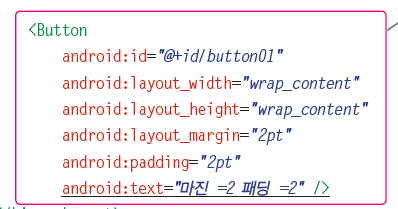 <Button
android:id="@+id/button01"
android:layout_width="wrap_content"
android:layout_height="wrap_content"
android:layout_margin="2pt"
android:padding="2pt"
android:text="마진 =2 패딩 =2" />